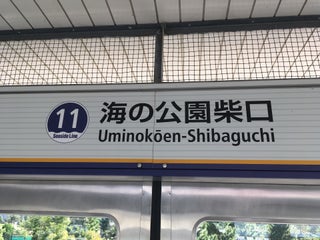 11
Seaside Line
海の公園柴口
Uminokōen-Shibaguchi